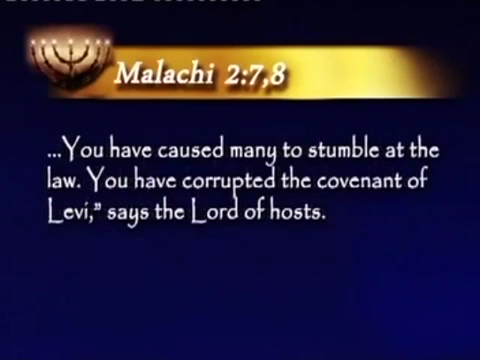 Malachi 2:7,8
...You have caused many to stumble at the
law. You have corrupted the covenant of
Levi,” says the Lord of hosts.